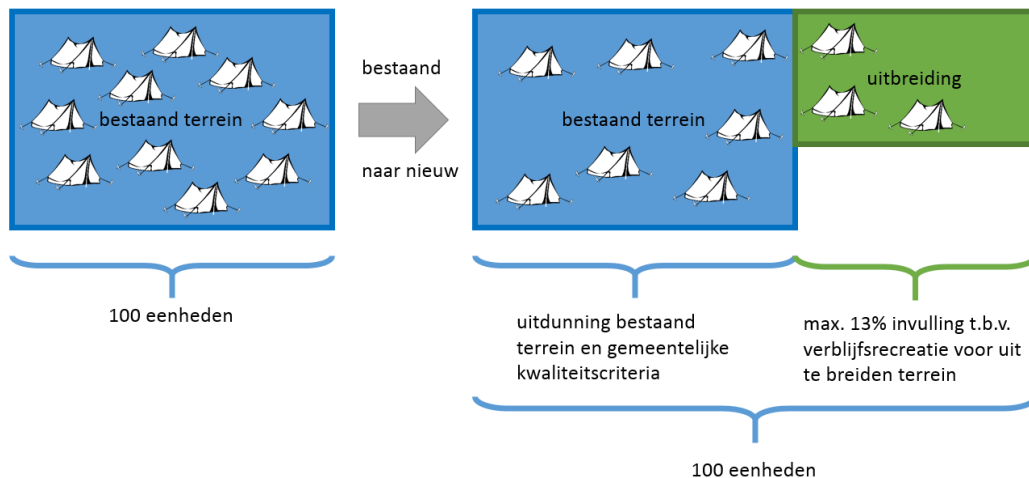 bestaand terrein
bestaand
naar nieuw
bestaand terrein
uitbreiding
100 eenheden
uitdunning bestaand
terrein en gemeentelijke
kwaliteitscriteria
max. 13% invulling t.b.v.
verblijfsrecreatie voor uit
te breiden terrein
100 eenheden